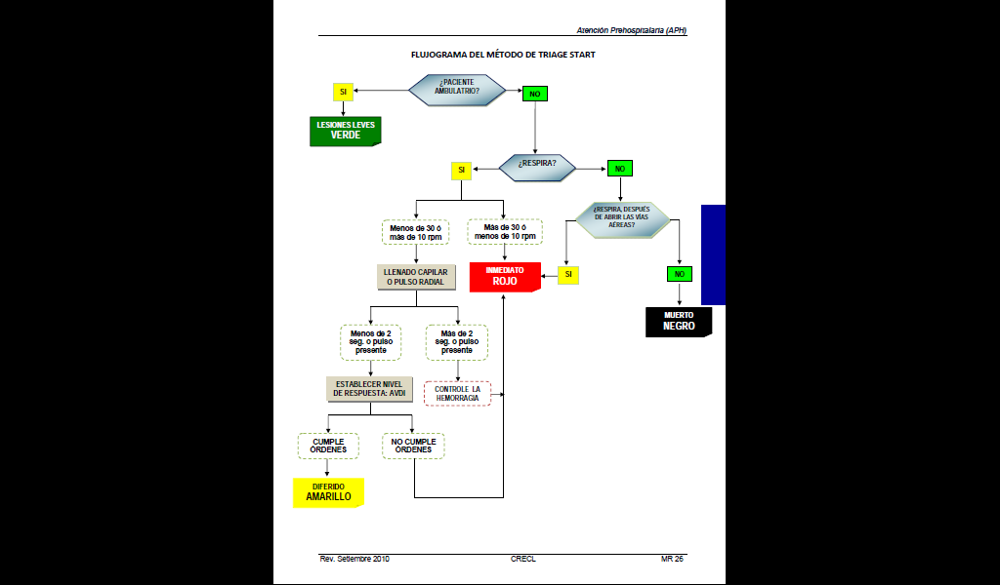 Atención Prehospitalaria (APH)
FLUJOGRAMA DEL MÉTODO DE TRIAGE START
¿PACIENTE
AMBULATRIO?
SI
NO
LESIONES LEVES
VERDE
¿RESPIRA?
SI
NO
¿RESPIRA, DESPUÉS
DE ABRIR LAS VÍAS
AÉREAS?
Menos de 30 ó
más de 10 rpm
Más de 30 ó
menos de 10 rpm
LLENADO CAPILAR
O PULSO RADIAL
INMEDIATO
ROJO
SI
NO
MUERTO
NEGRO
Menos de 2
seg. o pulso
presente
Más de 2
seg. o pulso
presente
ESTABLECER NIVEL
DE RESPUESTA: AVDI
CONTROLE LA
HEMORRAGIA
CUMPLE
ÓRDENES
NO CUMPLE
ÓRDENES
DIFERIDO
AMARILLO
Rev. Setiembre 2010
CRECL
MR 26